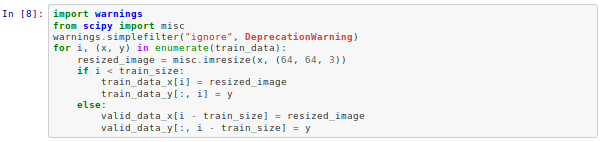 In [8]: import warnings
from scipy import misc
warnings.simplefilter("ignore", DeprecationWarning)
for i, (x, y) in enumerate(train_data):
    resized_image = misc.imresize(x, (64, 64, 3))
    if i < train_size:
        train_data_x[i] = resized_image
        train_data_y[:, i] = y
    else:
        valid_data_x[i - train_size] = resized_image
        valid_data_y[:, i - train_size] = y